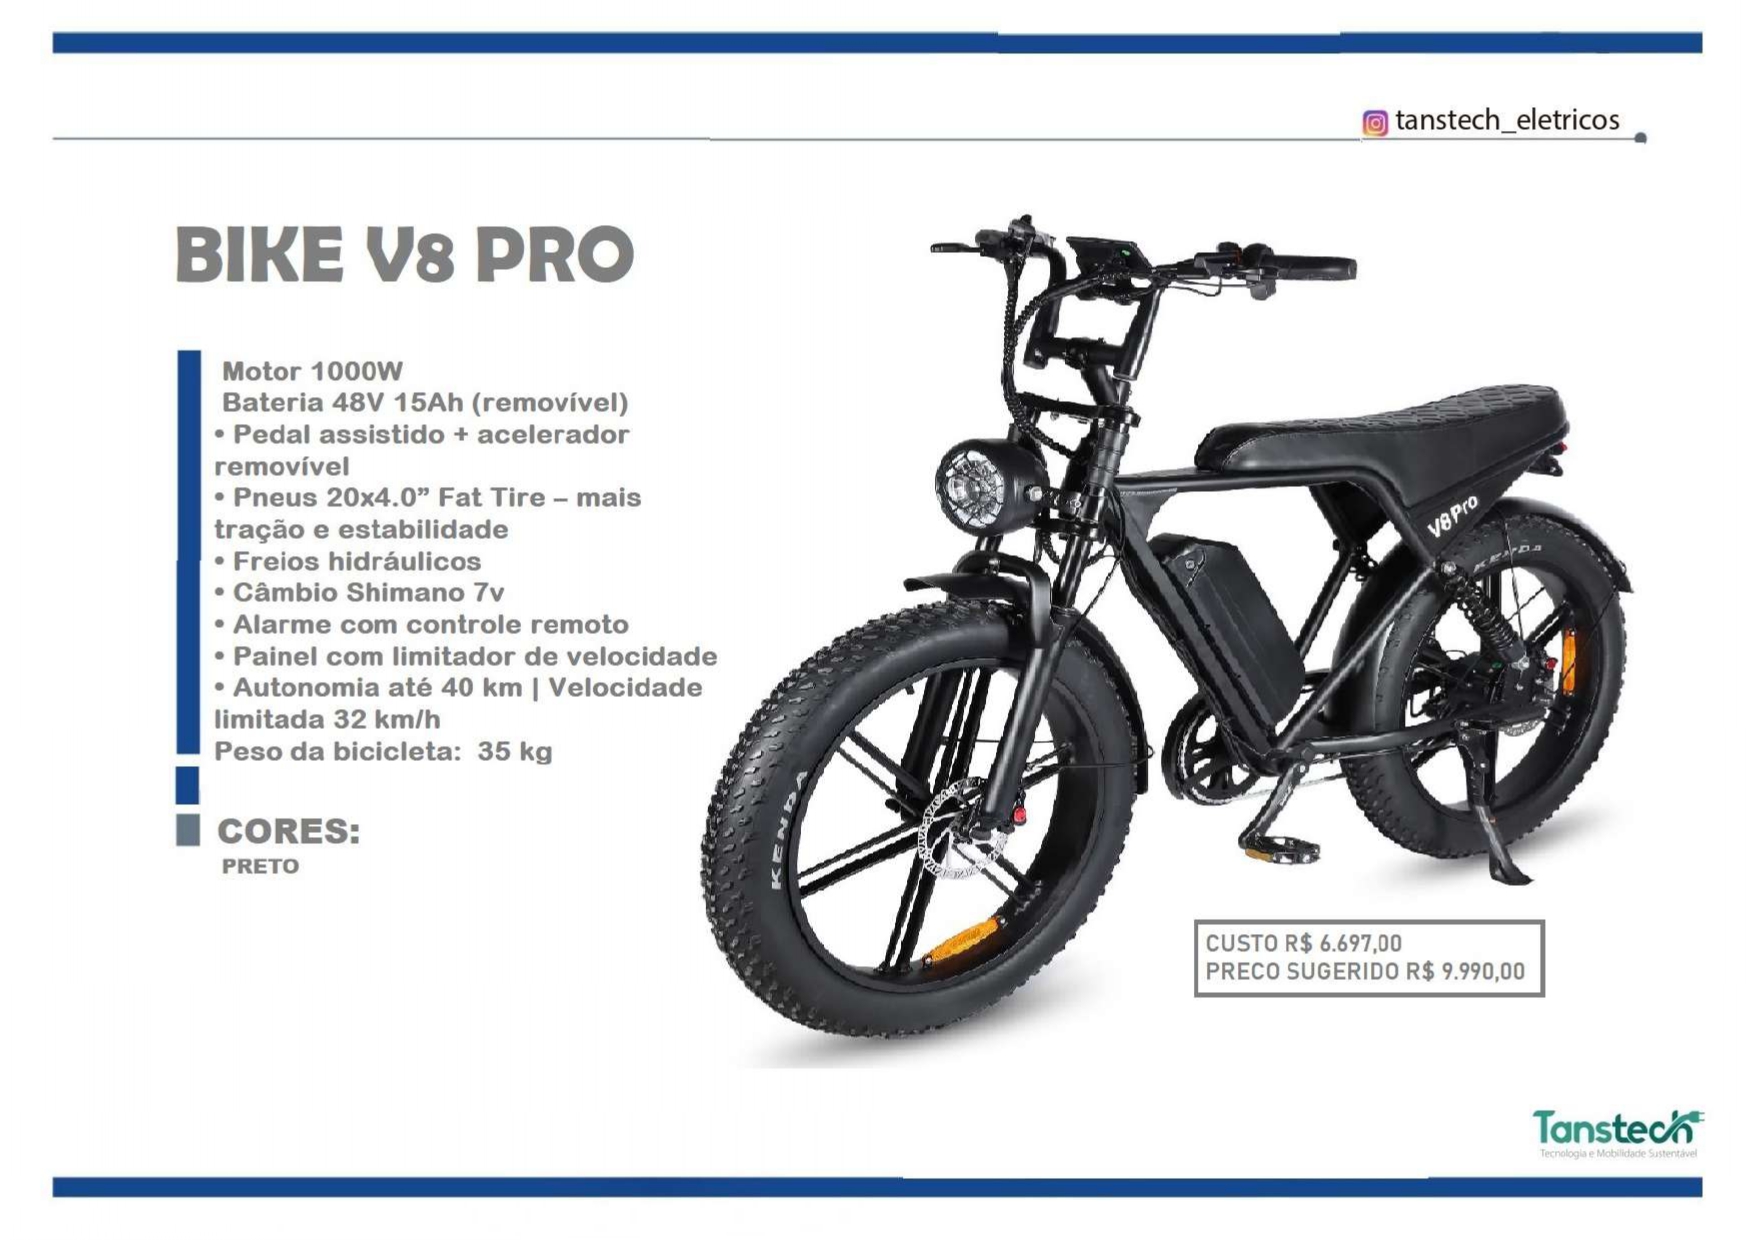 tanstech_eletricos
BIKE V8 PRO
Motor 1000W
Bateria 48V 15Ah (removível)
• Pedal assistido + acelerador
removível
• Pneus 20x4.0” Fat Tire – mais
tração e estabilidade
• Freios hidráulicos
• Câmbio Shimano 7v
• Alarme com controle remoto
• Painel com limitador de velocidade
• Autonomia até 40 km | Velocidade
limitada 32 km/h
Peso da bicicleta: 35 kg
CORES:
PRETO
V8 Pro
KENDA
KENDA
CUSTO R$ 6.697,00
PRECO SUGERIDO R$ 9.990,00
Tanstech
Tecnologia e Mobilidade Sustentável